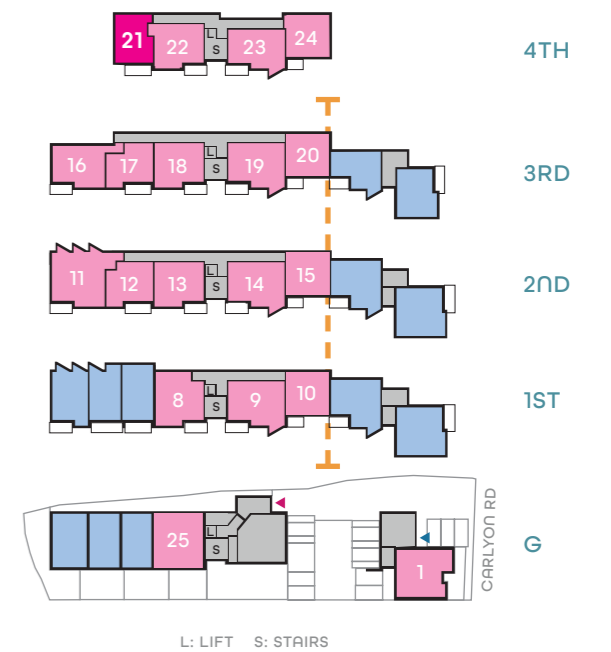 21 22 L S 23 24 4TH
16 17 18 L S 19 20 3RD
11 12 13 L S 14 15 2ND
8 L S 9 10 1ST
25 L S 1 G
CARLYON RD
L: LIFT S: STAIRS